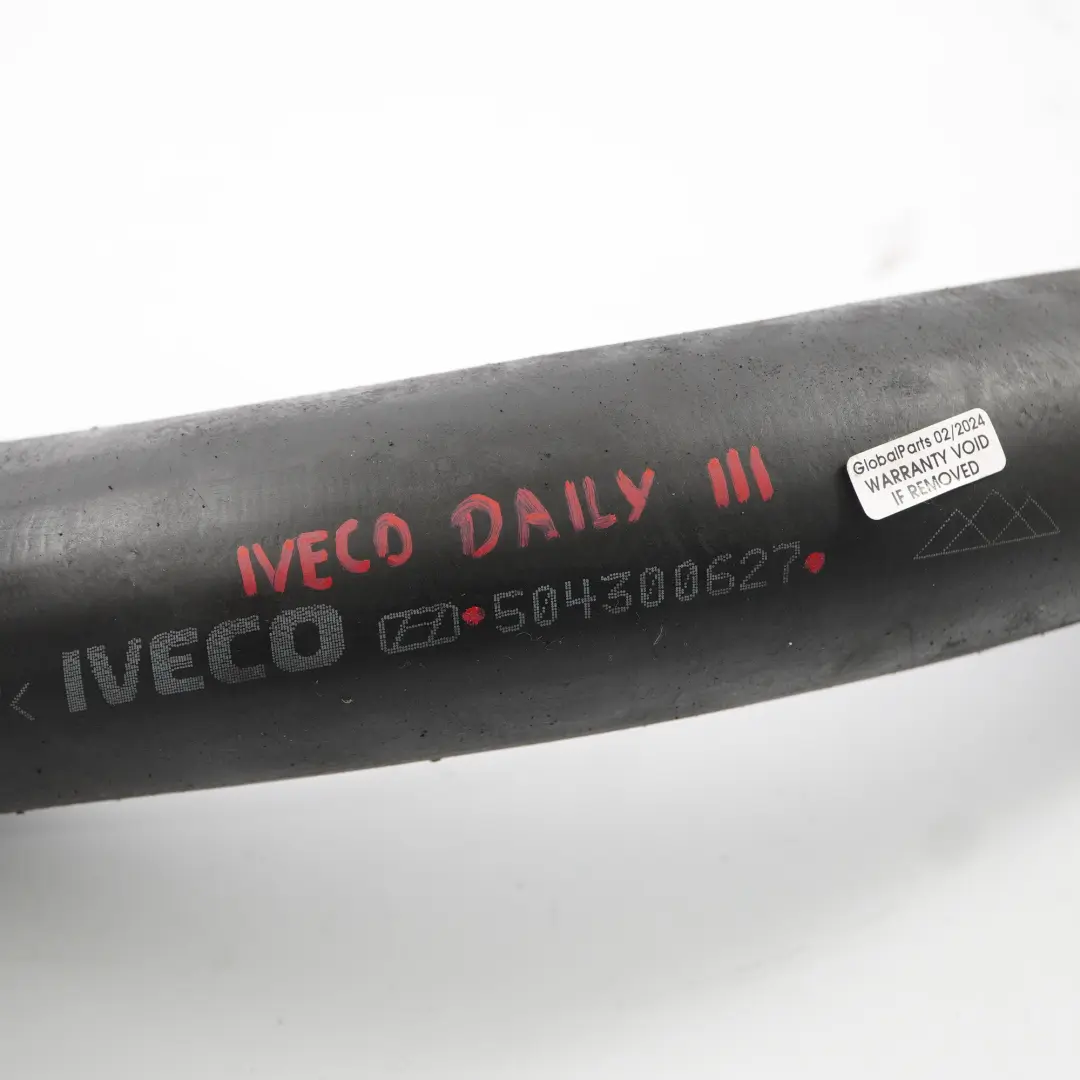 IVECO DAILY III
GlobalParts 02/2024
WARRANTY VOID
IF REMOVED
IVECO 504300627